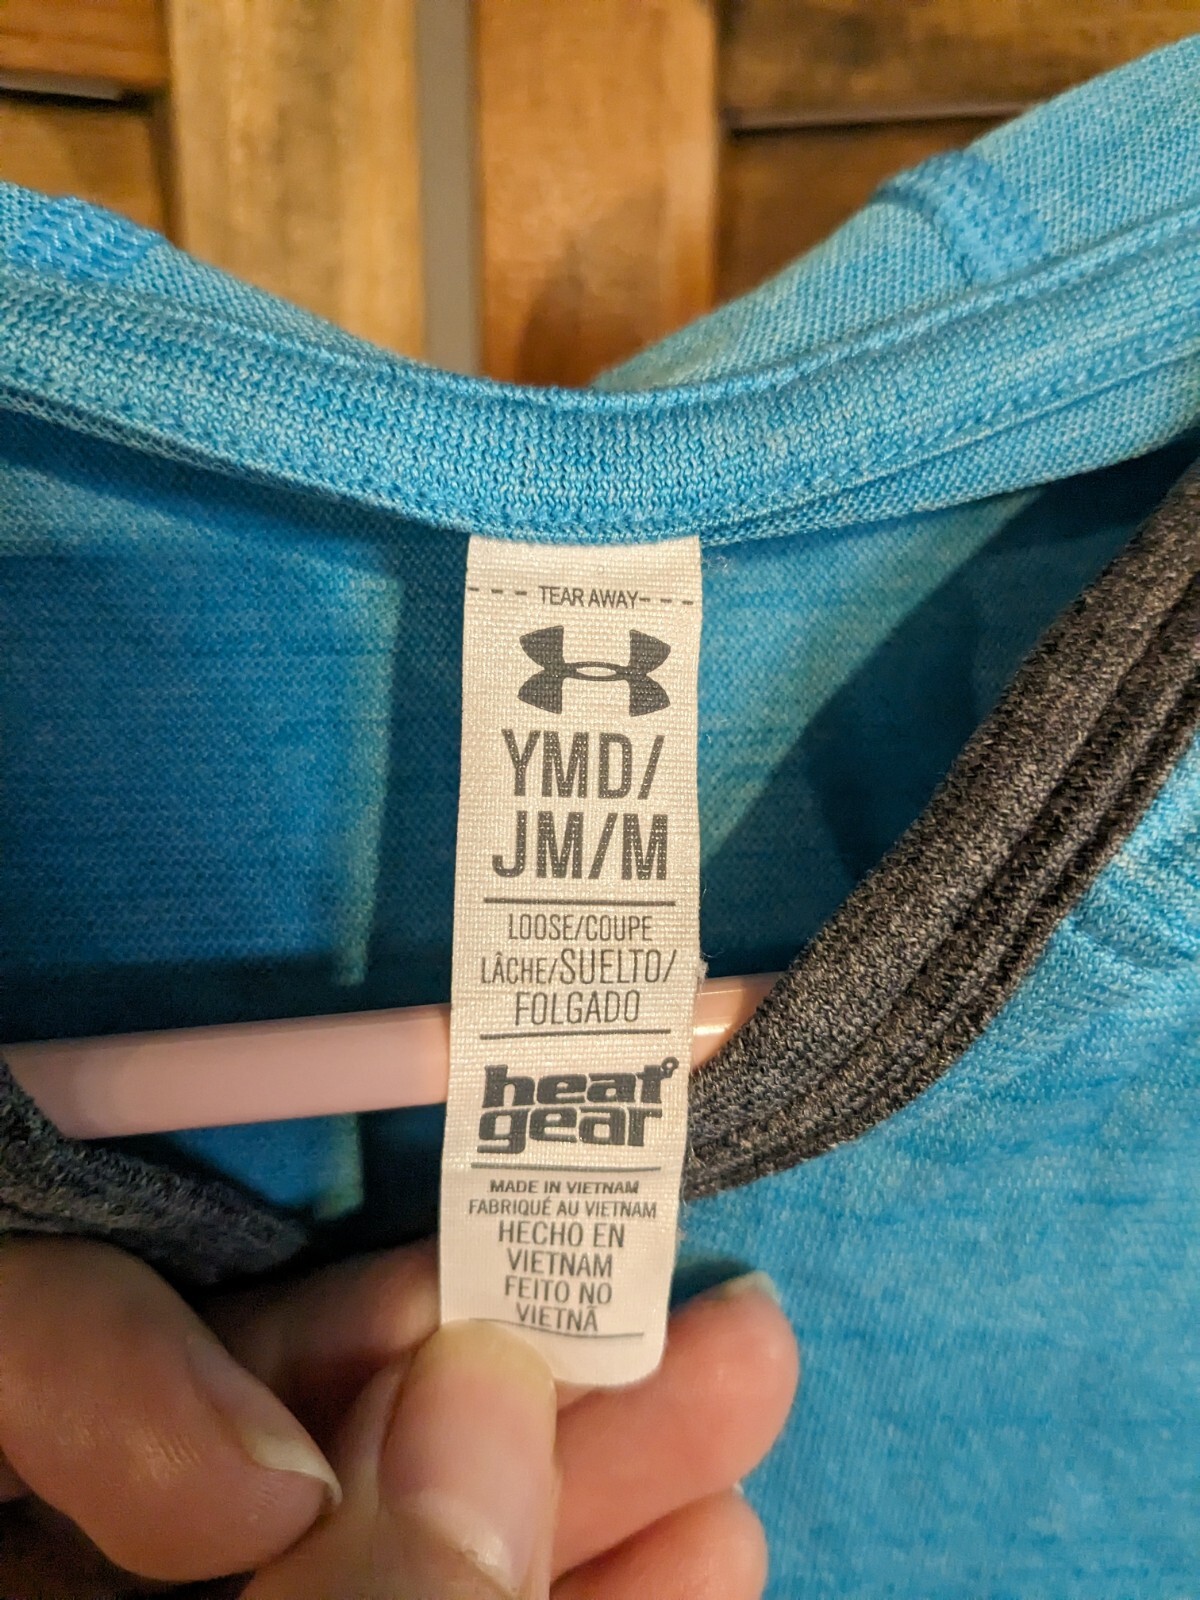 - - - TEAR AWAY- - -
YMD/
JM/M
LOOSE/COUPE
LÂCHE/SUELTO/
FOLGADO
heat
gear
MADE IN VIETNAM
FABRIQUÉ AU VIETNAM
HECHO EN
VIETNAM
FEITO NO
VIETNÃ